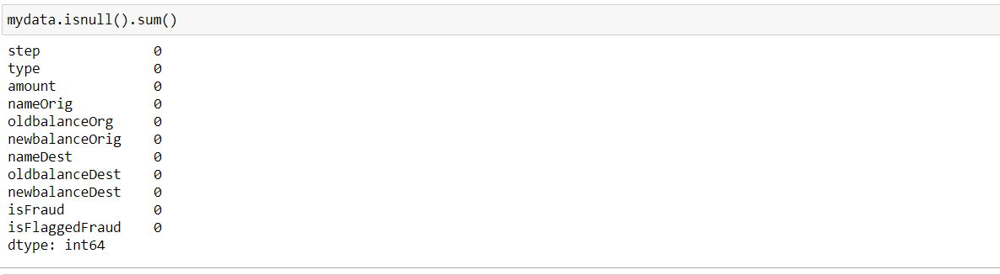 mydata.isnull().sum()
step 0
type 0
amount 0
nameOrig 0
oldbalanceOrg 0
newbalanceOrig 0
nameDest 0
oldbalanceDest 0
newbalanceDest 0
isFraud 0
isFlaggedFraud 0
dtype: int64